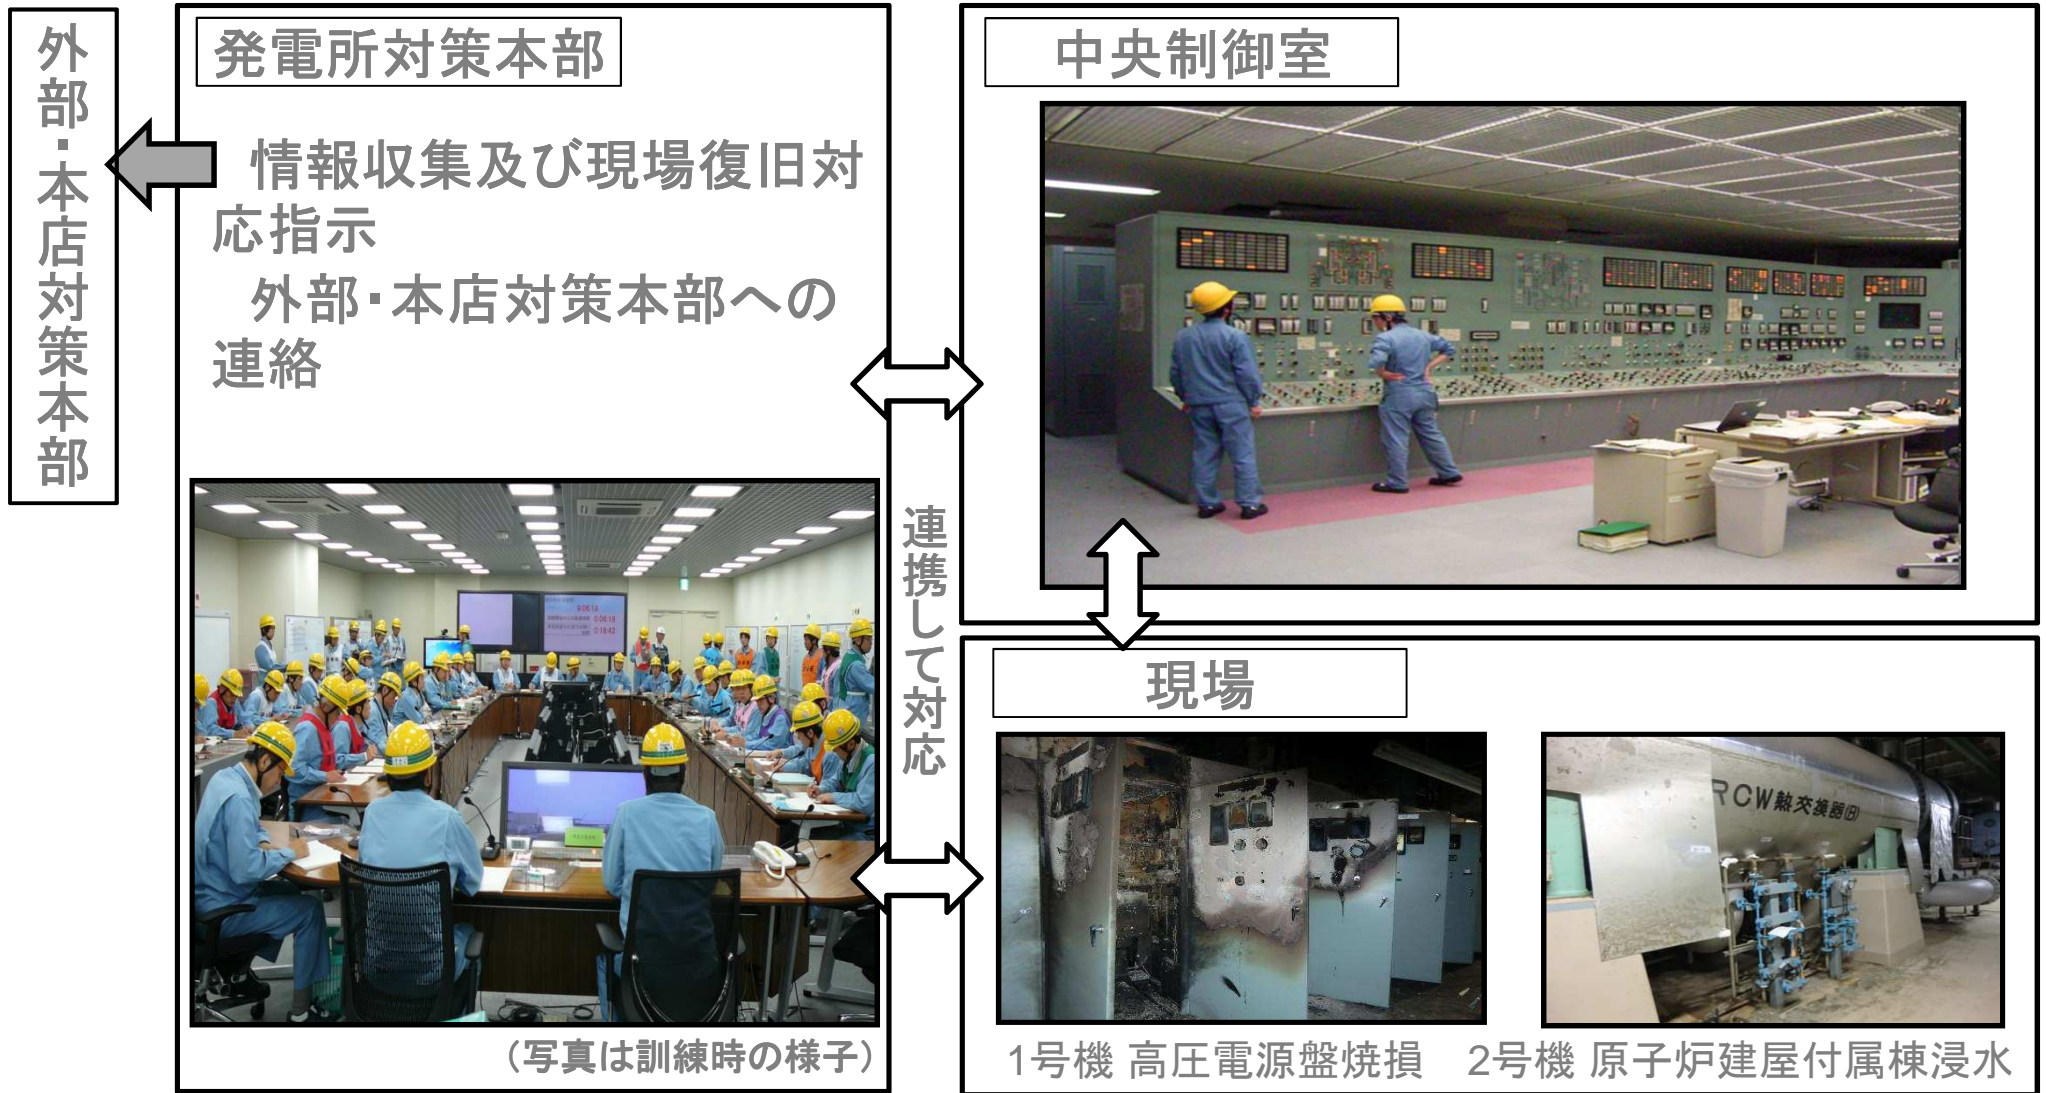 外部・本店対策本部
発電所対策本部
情報収集及び現場復旧対
応指示
外部・本店対策本部への
連絡
(写真は訓練時の様子)
連携して対応
中央制御室
現場
RCW熱交換器(B)
1号機 高圧電源盤焼損
2号機 原子炉建屋付属棟浸水